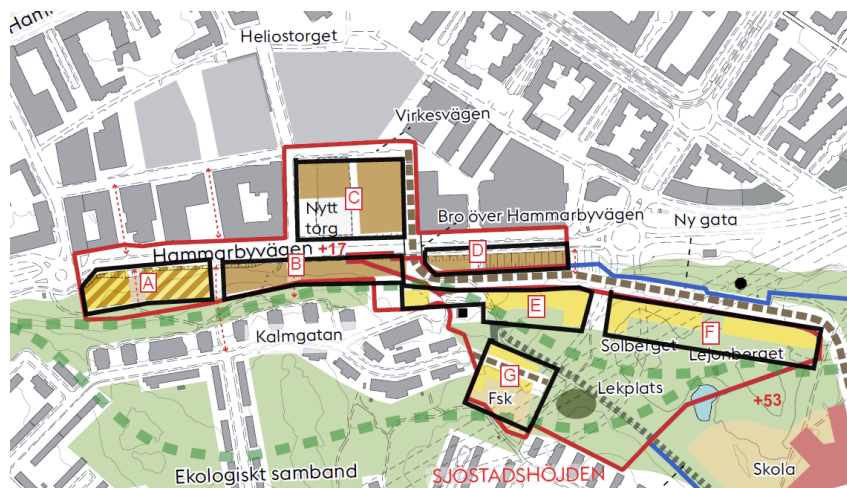 Ham
Heliostorget
Virkesvägen
C
Nytt
torg
Bro över Hammarbyvägen
Ny gata
Hammarbyvägen +17
D
B
A
E
F
Kalmgatan
Solberget
Lejonberget
G
Fsk
Lekplats
+53
Ekologiskt samband
SJÖSTADSHÖJDEN
Skola